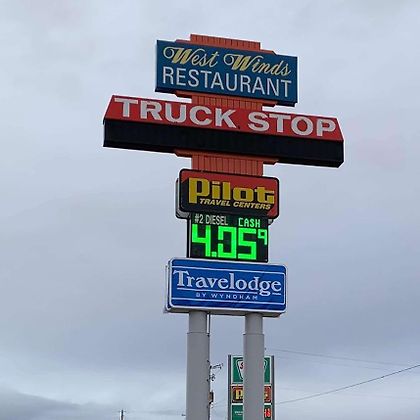 West Winds
RESTAURANT
TRUCK STOP
Pilot
TRAVEL CENTERS
#2 DIESEL CASH
4.05⁹
Travelodge
BY WYNDHAM